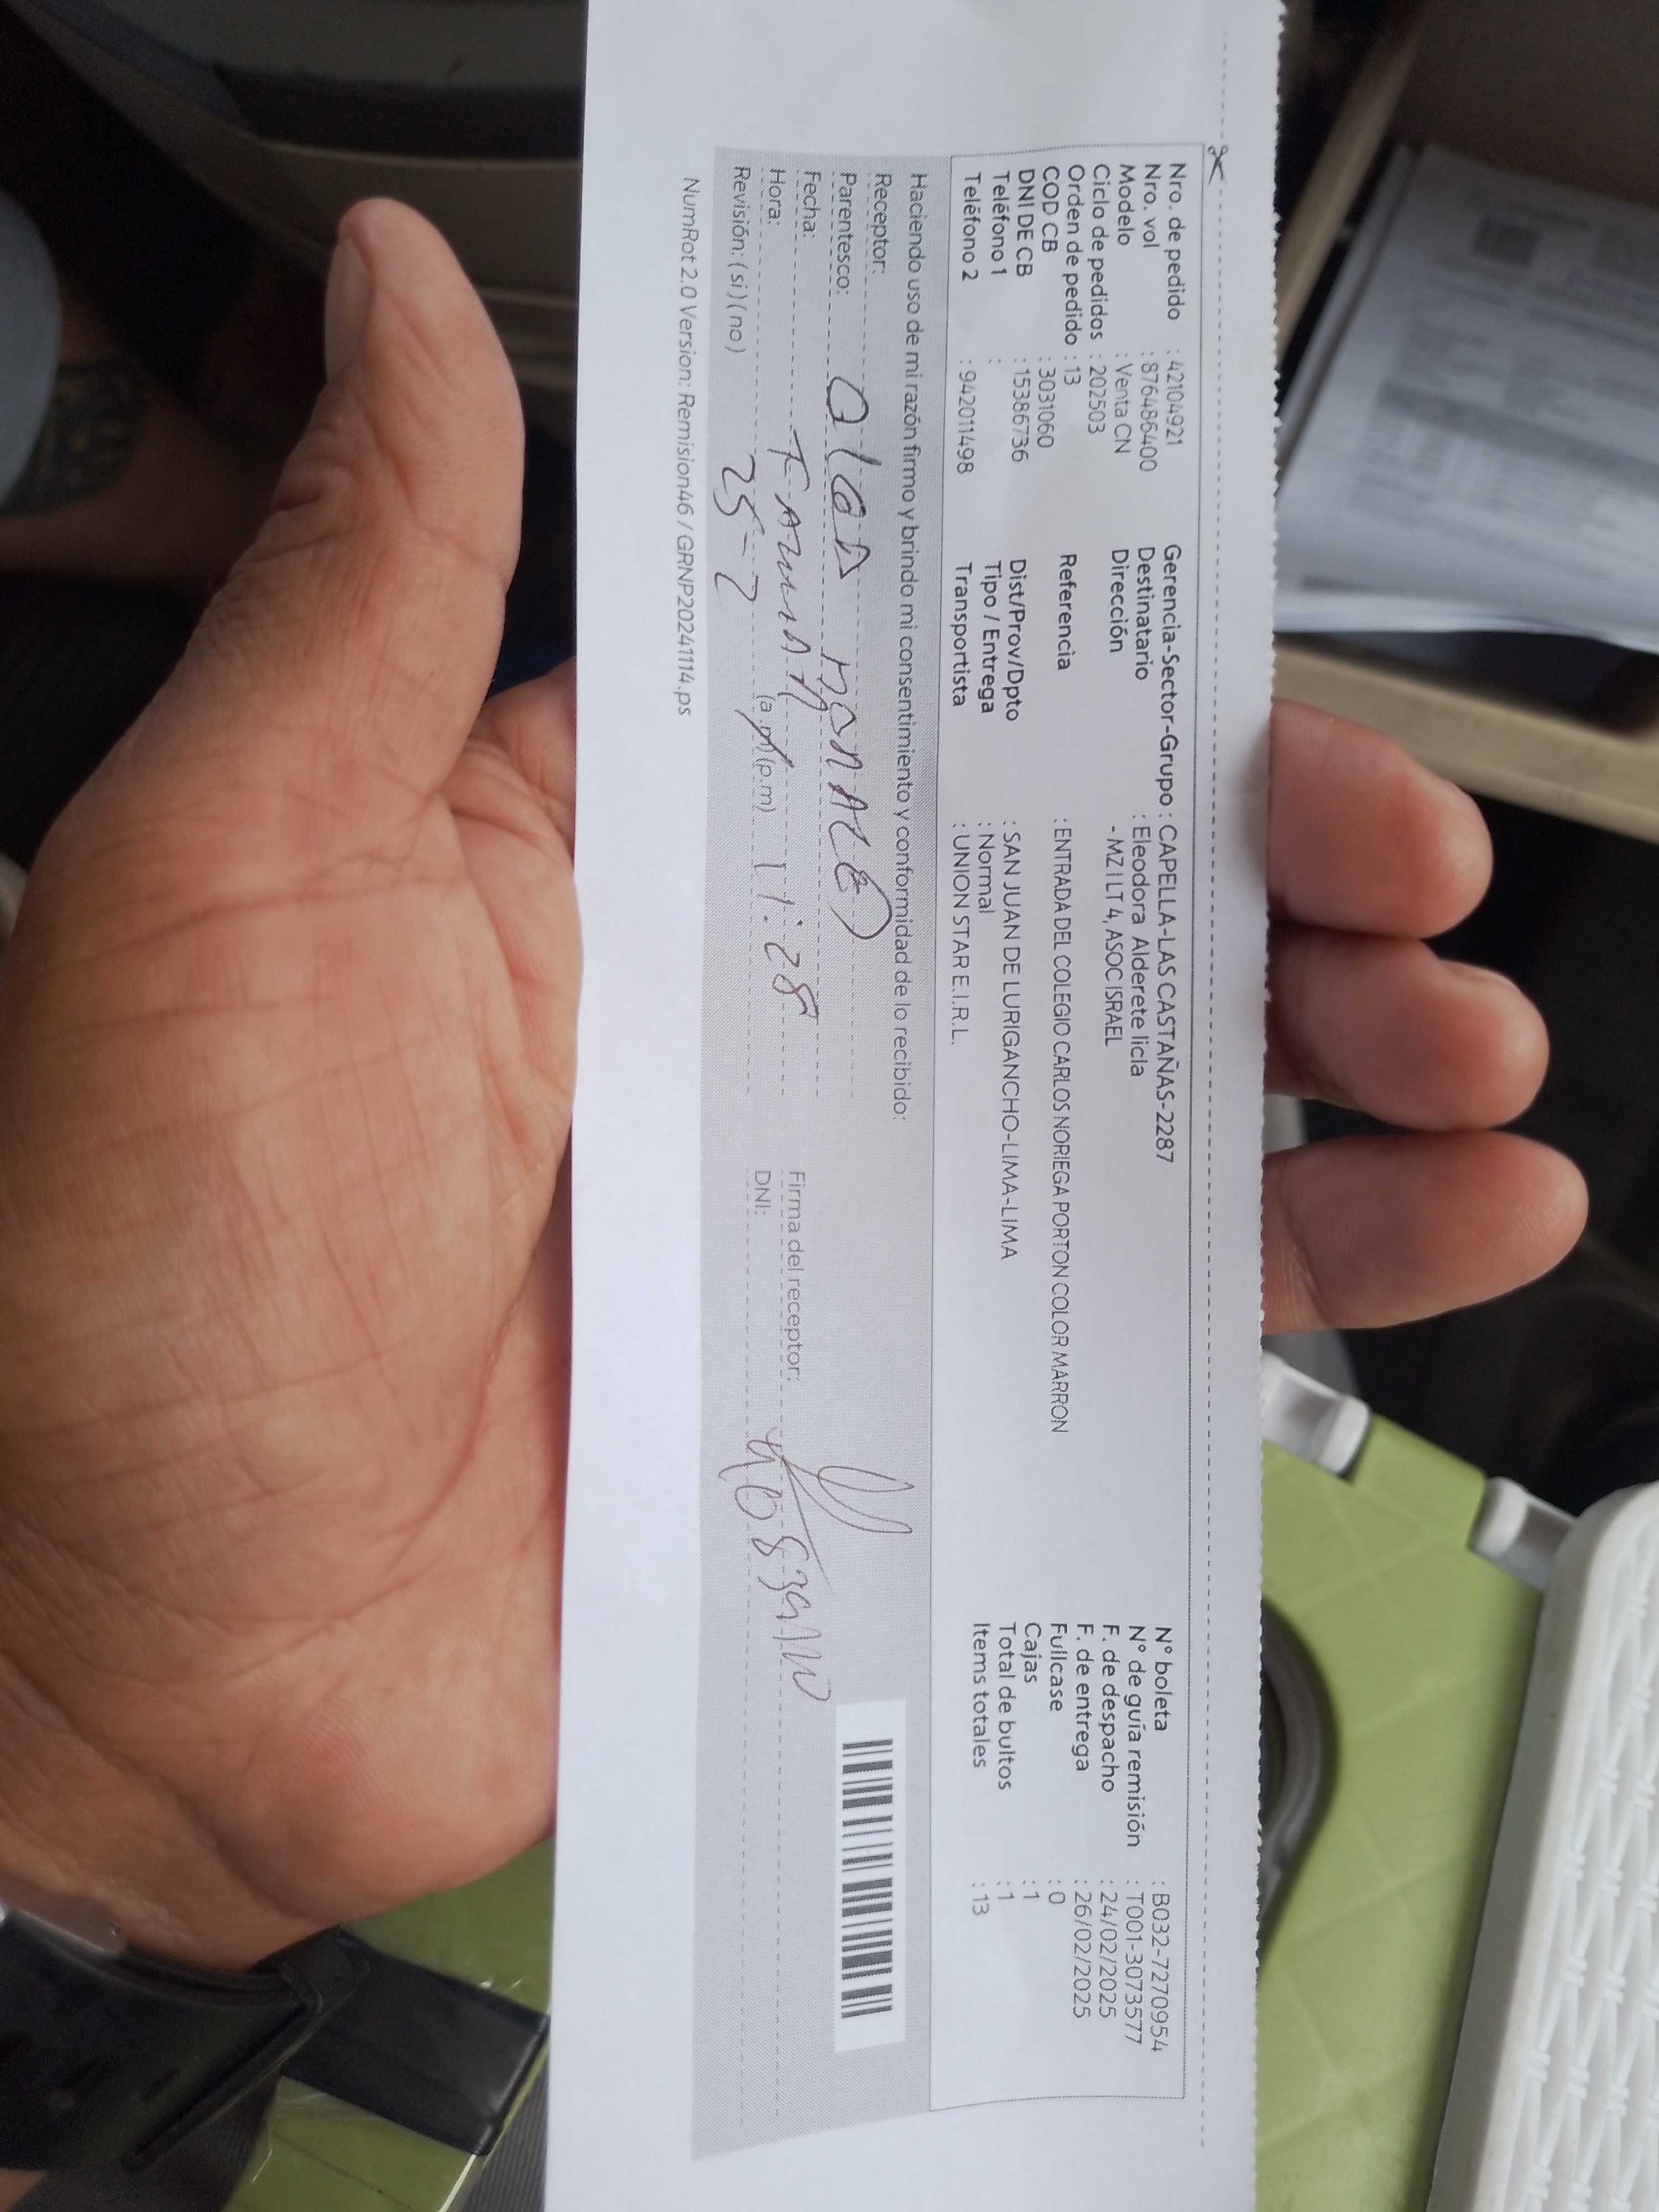 Nro. de pedido : 42104921
Nro. vol : 876486400
Modelo : Venta CN
Ciclo de pedidos : 202503
Orden de pedido : 13
COD CB : 3031060
DNI DE CB : 15386736
Teléfono 1 :
Teléfono 2 : 942011498
Gerencia-Sector-Grupo : CAPELLA-LAS CASTAÑAS-2287
Destinatario : Eleodora Alderete licla
Dirección - MZ I LT 4, ASOC ISRAEL
Referencia : ENTRADA DEL COLEGIO CARLOS NORIEGA PORTON COLOR MARRON
Dist/Prov/Dpto : SAN JUAN DE LURIGANCHO-LIMA-LIMA
Tipo / Entrega : Normal
Transportista : UNION STAR E.I.R.L.
N° boleta : B032-7270954
N° de guía remisión : T001-3073577
F. de despacho : 24/02/2025
F. de entrega : 26/02/2025
Fullcase : 0
Cajas : 1
Total de bultos : 1
Items totales : 13
Haciendo uso de mi razón firmo y brindo mi consentimiento y conformidad de lo recibido:
Receptor:
Parentesco:
Fecha: 25-2
Hora: (a.m) (p.m) 11:28
Revisión: ( si ) ( no )
Firma del receptor:
DNI:
NumRot 2.0 Version: Remision46 / GRNP20241114.ps